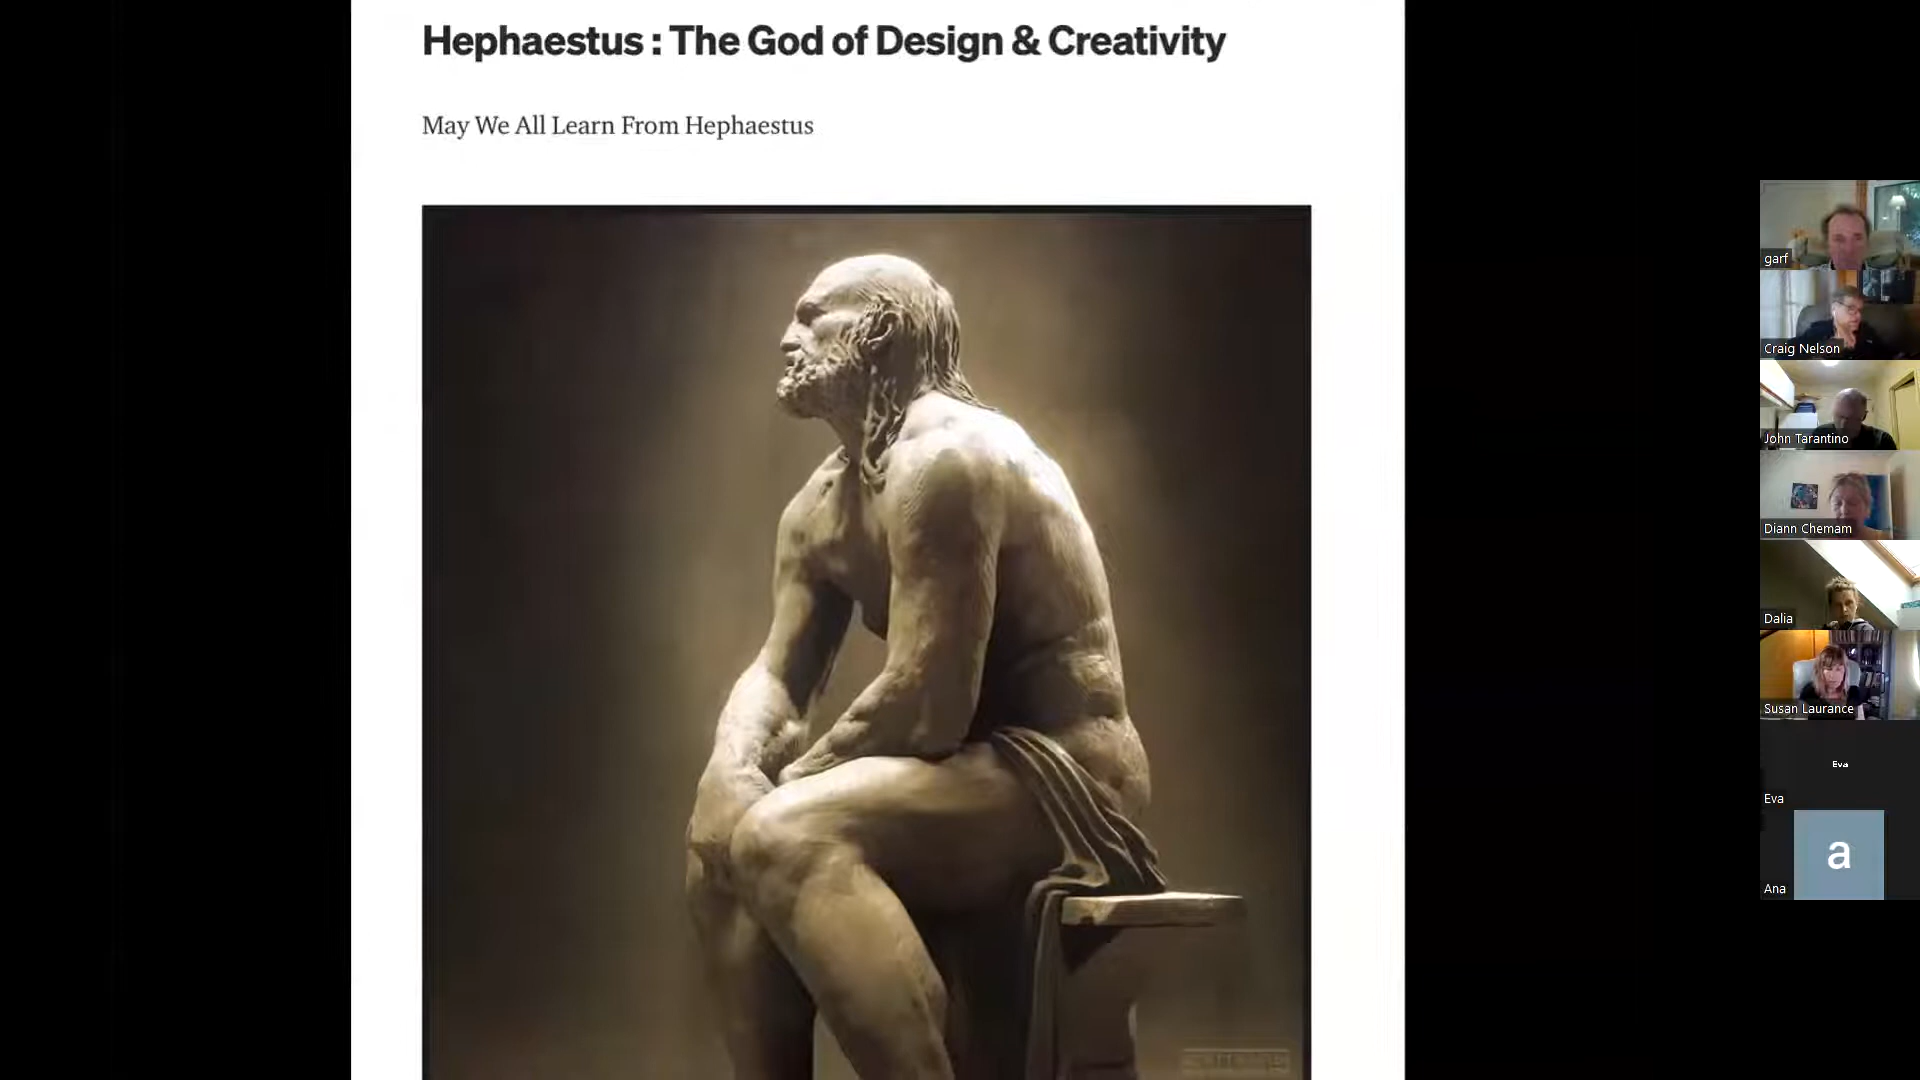 Hephaestus : The God of Design & Creativity
May We All Learn From Hephaestus
garf
Craig Nelson
John Tarantino
Diann Chemam
Dalia
Susan Laurance
Eva
Eva
a
Ana